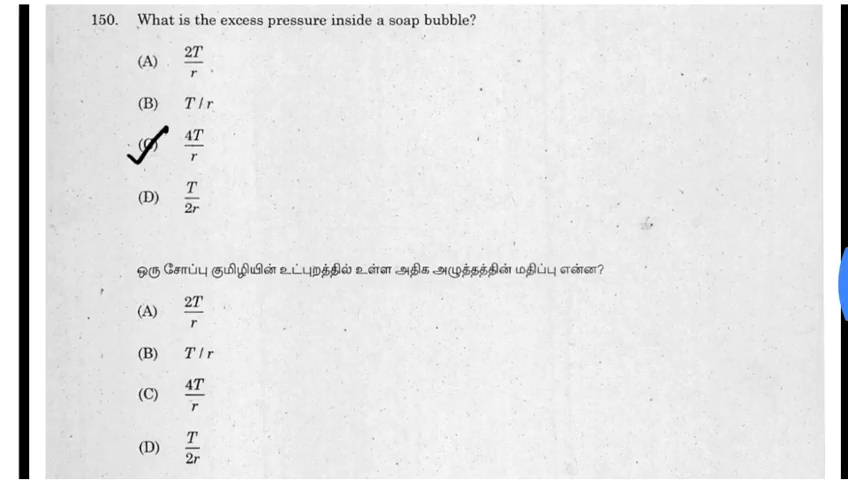 150. What is the excess pressure inside a soap bubble?
(A) 2T/r
(B) T / r
(C) 4T/r
(D) T/2r
ஒரு சோப்பு குமிழியின் உட்புறத்தில் உள்ள அதிக அழுத்தத்தின் மதிப்பு என்ன?
(A) 2T/r
(B) T / r
(C) 4T/r
(D) T/2r